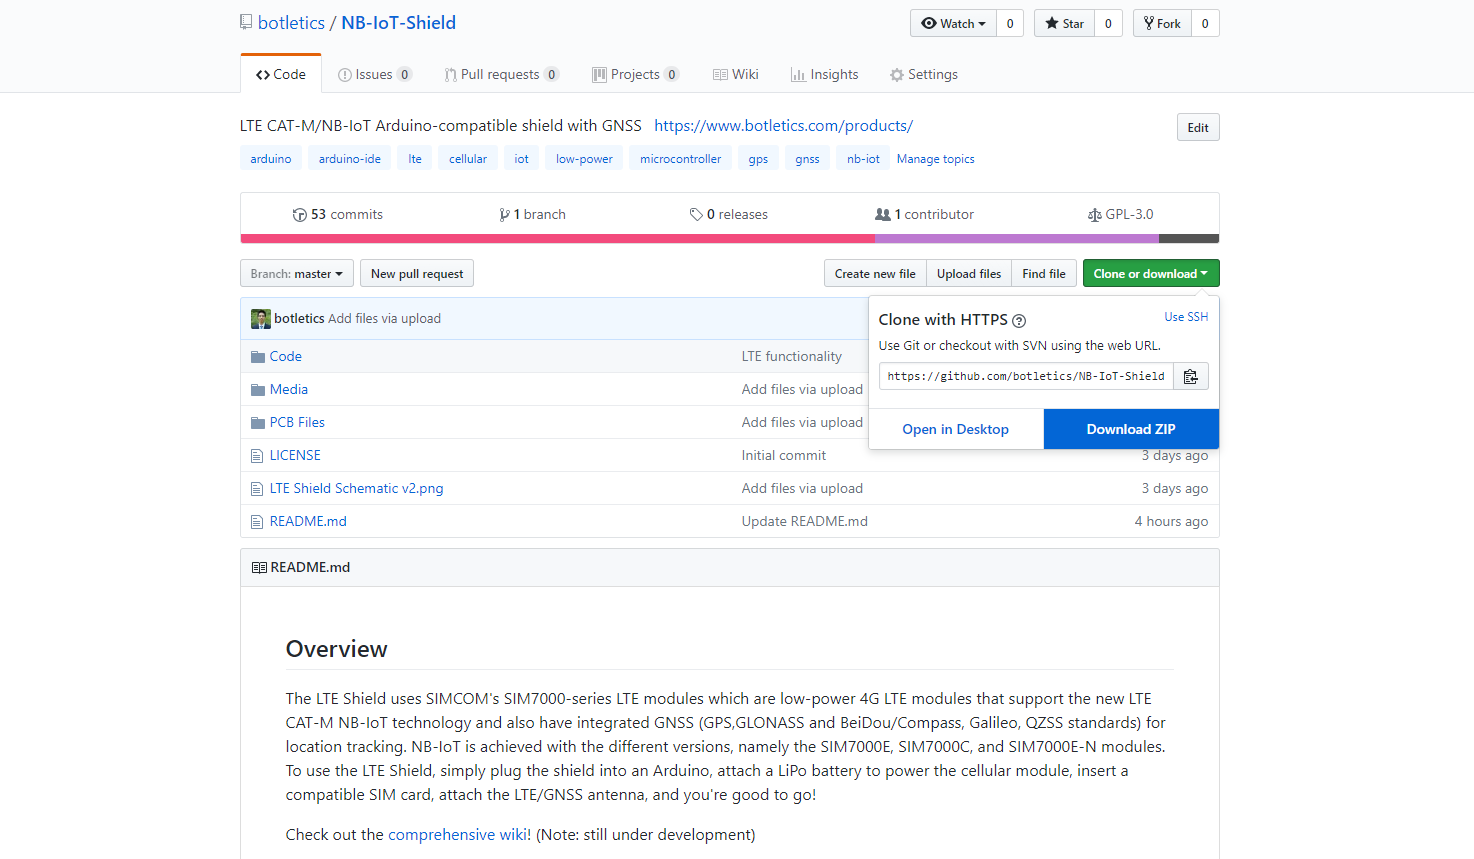 botletics / NB-IoT-Shield
Watch 0 Star 0 Fork 0
Code Issues 0 Pull requests 0 Projects 0 Wiki Insights Settings
LTE CAT-M/NB-IoT Arduino-compatible shield with GNSS https://www.botletics.com/products/
Edit
arduino arduino-ide lte cellular iot low-power microcontroller gps gnss nb-iot Manage topics
53 commits 1 branch 0 releases 1 contributor GPL-3.0
Branch: master New pull request Create new file Upload files Find file Clone or download
botletics Add files via upload
Clone with HTTPS Use SSH
Use Git or checkout with SVN using the web URL.
https://github.com/botletics/NB-IoT-Shield
Open in Desktop Download ZIP
Code LTE functionality
Media Add files via upload
PCB Files Add files via upload
LICENSE Initial commit 3 days ago
LTE Shield Schematic v2.png Add files via upload 3 days ago
README.md Update README.md 4 hours ago
README.md
Overview
The LTE Shield uses SIMCOM's SIM7000-series LTE modules which are low-power 4G LTE modules that support the new LTE
CAT-M NB-IoT technology and also have integrated GNSS (GPS,GLONASS and BeiDou/Compass, Galileo, QZSS standards) for
location tracking. NB-IoT is achieved with the different versions, namely the SIM7000E, SIM7000C, and SIM7000E-N modules.
To use the LTE Shield, simply plug the shield into an Arduino, attach a LiPo battery to power the cellular module, insert a
compatible SIM card, attach the LTE/GNSS antenna, and you're good to go!
Check out the comprehensive wiki! (Note: still under development)